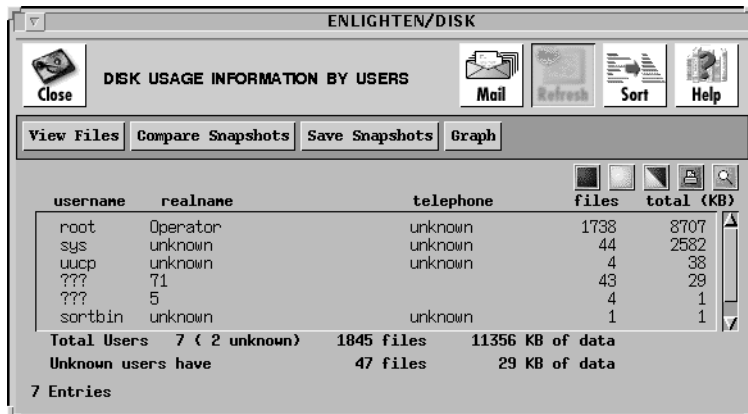 ENLIGHTEN/DISK
Close
DISK USAGE INFORMATION BY USERS
Mail
Refresh
Sort
Help
View Files Compare Snapshots Save Snapshots Graph
username realname telephone files total (KB)
root Operator unknown 1738 8707
sys unknown unknown 44 2582
uucp unknown unknown 4 38
??? 71 43 29
??? 5 4 1
sortbin unknown unknown 1 1
Total Users 7 ( 2 unknown) 1845 files 11356 KB of data
Unknown users have 47 files 29 KB of data
7 Entries